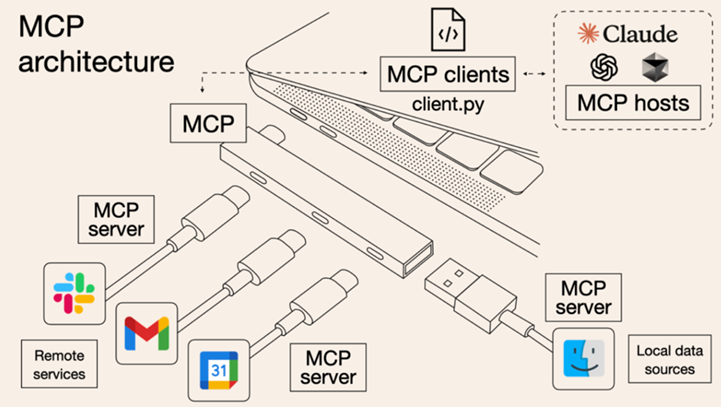 MCP
architecture
</>
MCP clients
client.py
Claude
MCP hosts
MCP
MCP
server
31
Remote
services
MCP
server
MCP
server
Local data
sources